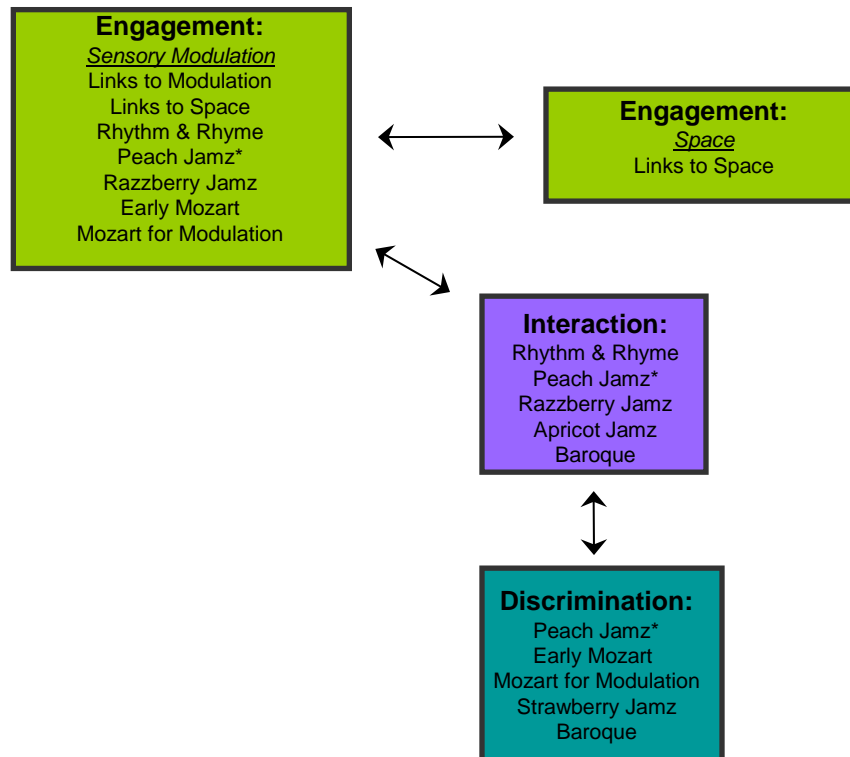 Engagement:
Sensory Modulation
Links to Modulation
Links to Space
Rhythm & Rhyme
Peach Jamz*
Razzberry Jamz
Early Mozart
Mozart for Modulation
Engagement:
Space
Links to Space
Interaction:
Rhythm & Rhyme
Peach Jamz*
Razzberry Jamz
Apricot Jamz
Baroque
Discrimination:
Peach Jamz*
Early Mozart
Mozart for Modulation
Strawberry Jamz
Baroque